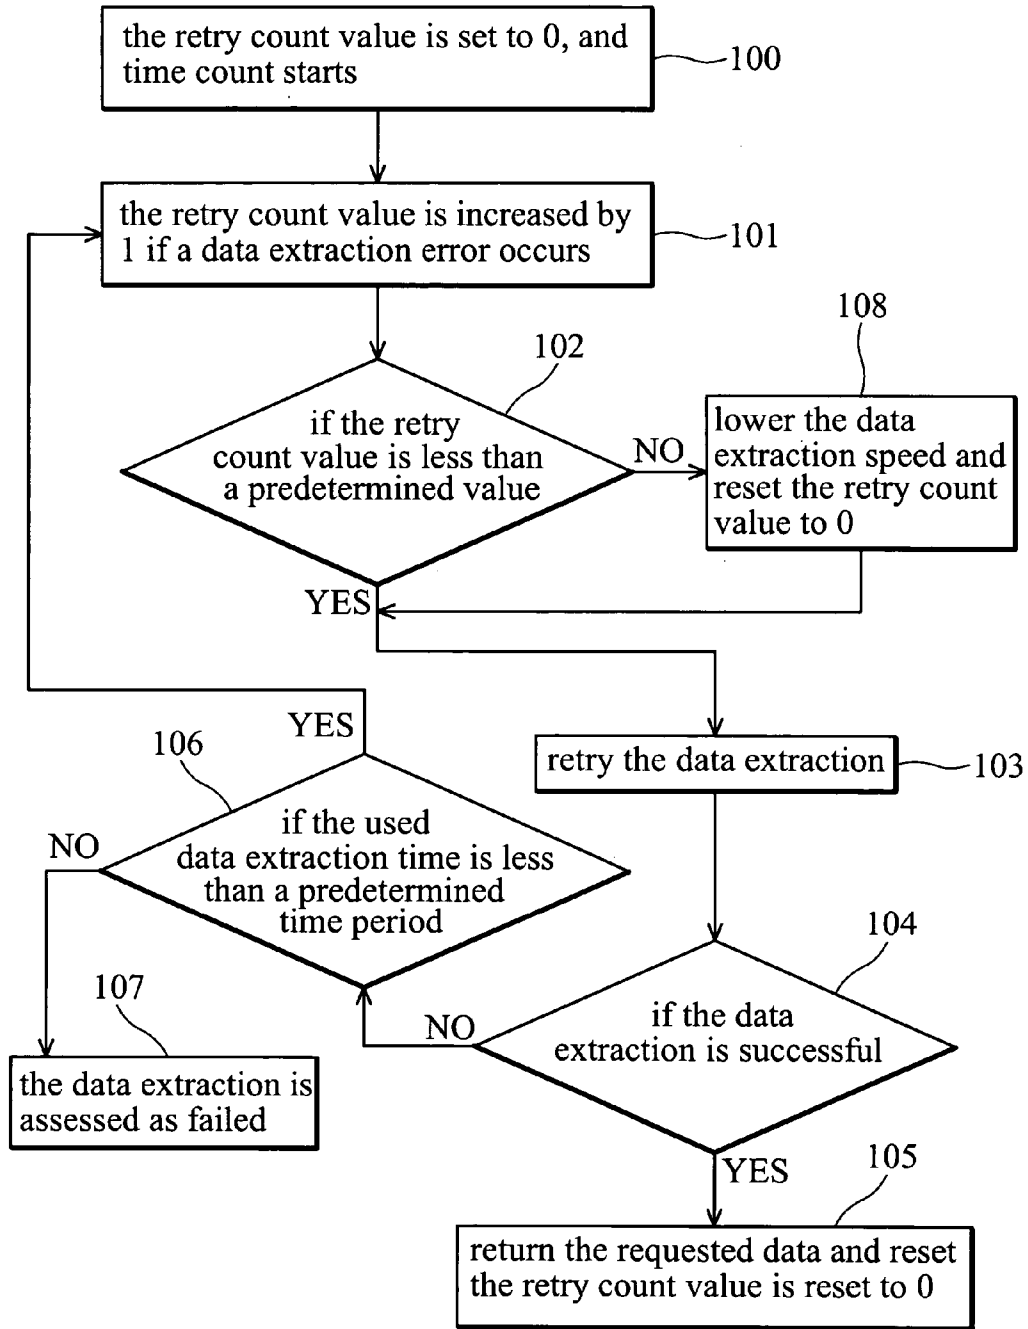 the retry count value is set to 0, and
time count starts
100
the retry count value is increased by
1 if a data extraction error occurs
101
108
102
if the retry
count value is less than
a predetermined value
NO
lower the data
extraction speed and
reset the retry count
value to 0
YES
YES
106
retry the data extraction
103
if the used
data extraction time is less
than a predetermined
time period
NO
104
107
NO
if the data
extraction is successful
the data extraction is
assessed as failed
YES
105
return the requested data and reset
the retry count value is reset to 0